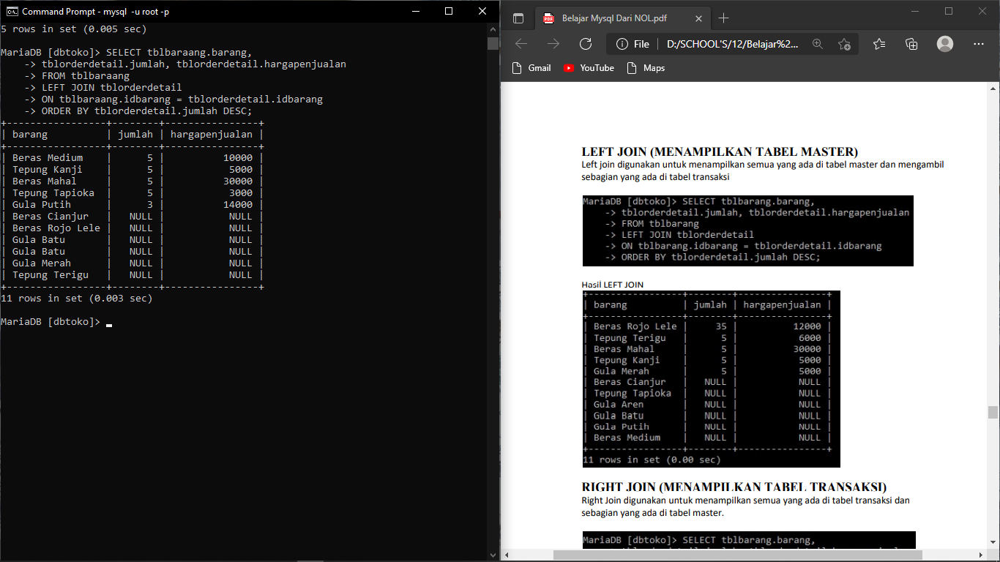 Command Prompt - mysql  -u root -p
5 rows in set (0.005 sec)
MariaDB [dbtoko]> SELECT tblbaraang.barang,
    -> tblorderdetail.jumlah, tblorderdetail.hargapenjualan
    -> FROM tblbaraang
    -> LEFT JOIN tblorderdetail
    -> ON tblbaraang.idbarang = tblorderdetail.idbarang
    -> ORDER BY tblorderdetail.jumlah DESC;
+-----------------+--------+----------------+
| barang          | jumlah | hargapenjualan |
+-----------------+--------+----------------+
| Beras Medium    |      5 |          10000 |
| Tepung Kanji    |      5 |           5000 |
| Beras Mahal     |      5 |          30000 |
| Tepung Tapioka  |      5 |           3000 |
| Gula Putih      |      3 |          14000 |
| Beras Cianjur   |   NULL |           NULL |
| Beras Rojo Lele |   NULL |           NULL |
| Gula Batu       |   NULL |           NULL |
| Gula Batu       |   NULL |           NULL |
| Gula Merah      |   NULL |           NULL |
| Tepung Terigu   |   NULL |           NULL |
+-----------------+--------+----------------+
11 rows in set (0.003 sec)
MariaDB [dbtoko]>
Belajar Mysql Dari NOL.pdf
File | D:/SCHOOL'S/12/Belajar%2...
Gmail YouTube Maps
LEFT JOIN (MENAMPILKAN TABEL MASTER)
Left join digunakan untuk menampilkan semua yang ada di tabel master dan mengambil
sebagian yang ada di tabel transaksi
MariaDB [dbtoko]> SELECT tblbarang.barang,
    -> tblorderdetail.jumlah, tblorderdetail.hargapenjualan
    -> FROM tblbarang
    -> LEFT JOIN tblorderdetail
    -> ON tblbarang.idbarang = tblorderdetail.idbarang
    -> ORDER BY tblorderdetail.jumlah DESC;
Hasil LEFT JOIN
+-----------------+--------+----------------+
| barang          | jumlah | hargapenjualan |
+-----------------+--------+----------------+
| Beras Rojo Lele |     35 |          12000 |
| Tepung Terigu   |      5 |           6000 |
| Beras Mahal     |      5 |          30000 |
| Tepung Kanji    |      5 |           5000 |
| Gula Merah      |      5 |           5000 |
| Beras Cianjur   |   NULL |           NULL |
| Tepung Tapioka  |   NULL |           NULL |
| Gula Aren       |   NULL |           NULL |
| Gula Batu       |   NULL |           NULL |
| Gula Putih      |   NULL |           NULL |
| Beras Medium    |   NULL |           NULL |
+-----------------+--------+----------------+
11 rows in set (0.00 sec)
RIGHT JOIN (MENAMPILKAN TABEL TRANSAKSI)
Right Join digunakan untuk menampilkan semua yang ada di tabel transaksi dan
sebagian yang ada di tabel master.
MariaDB [dbtoko]> SELECT tblbarang.barang,